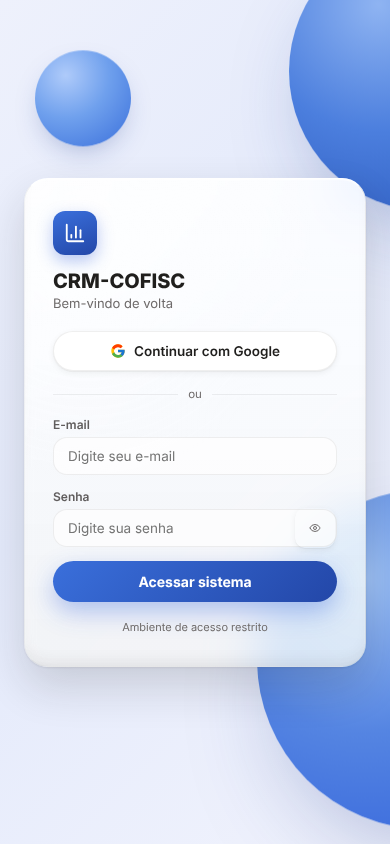 CRM-COFISC
Bem-vindo de volta
Continuar com Google
ou
E-mail
Digite seu e-mail
Senha
Digite sua senha
Acessar sistema
Ambiente de acesso restrito